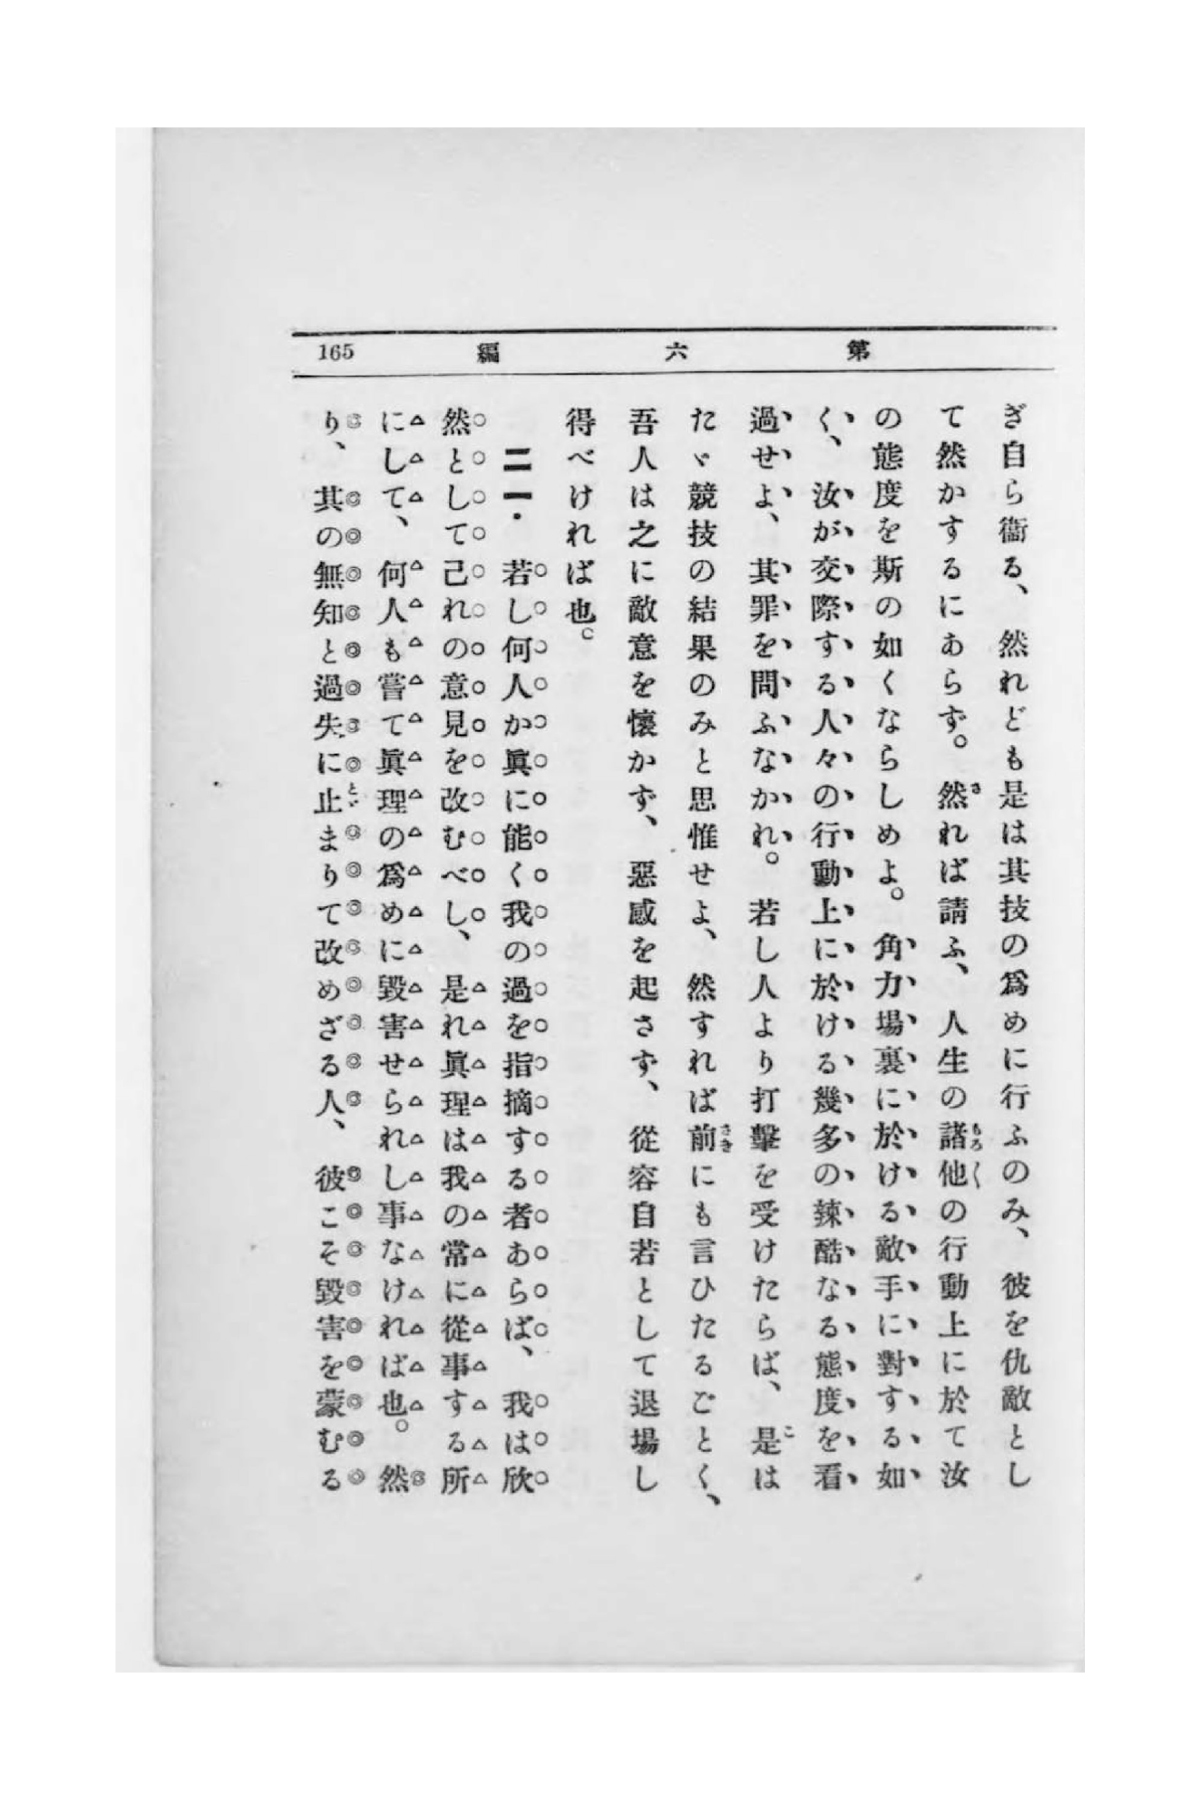 第六編
165
ぎ自ら衞る、然れども是は其技の爲めに行ふのみ、彼を仇敵とし
て然かするにあらず。然れば請ふ、人生の諸他の行動上に於て汝
の態度を斯の如くならしめよ。角力場裏に於ける敵手に對する如
く、汝が交際する人々の行動上に於ける幾多の辣酷なる態度を看
過せよ、其罪を問ふなかれ。若し人より打擊を受けたらば、是は
たゞ競技の結果のみと思惟せよ、然すれば前にも言ひたるごとく、
吾人は之に敵意を懷かず、惡感を起さず、從容自若として退場し
得べければ也。
二一・若し何人か眞に能く我の過を指摘する者あらば、我は欣
然として己れの意見を改むべし、是れ眞理は我の常に從事する所
にして、何人も嘗て眞理の爲めに毀害せられし事なければ也。然
り、其の無知と過失に止まりて改めざる人、彼こそ毀害を蒙むる